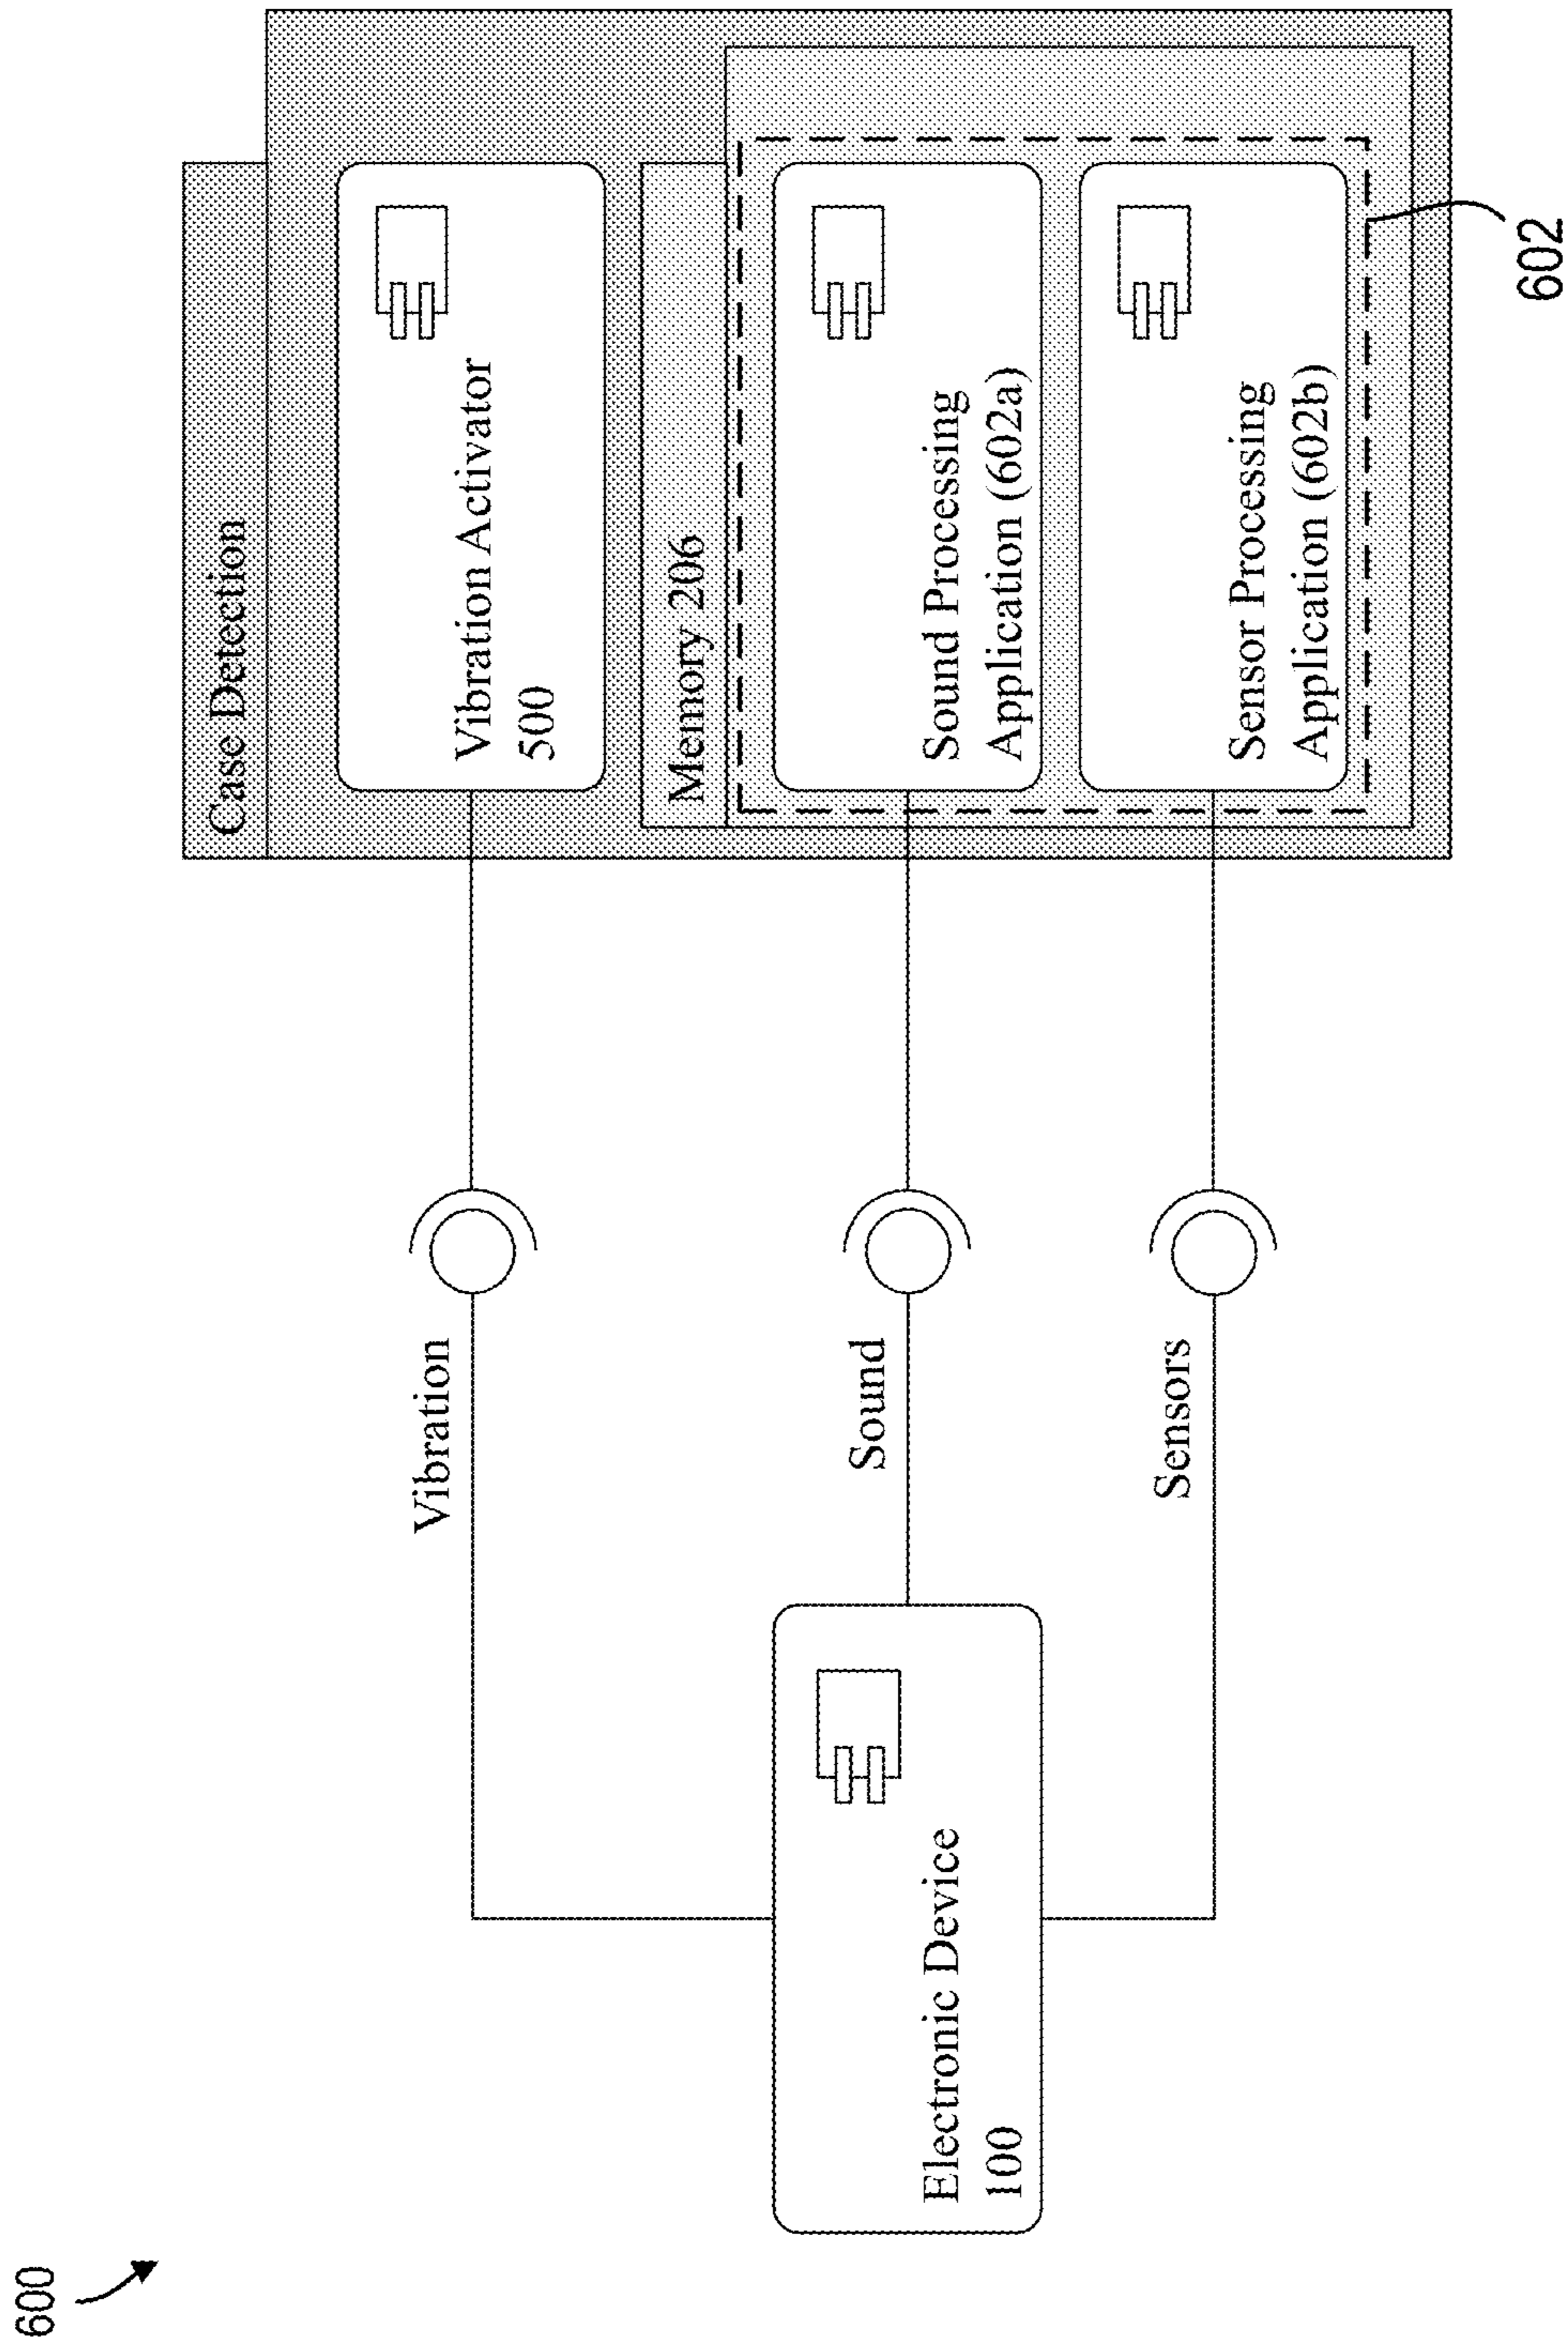 600
Case Detection
Vibration Activator
500
Vibration
Memory 206
Electronic Device
100
Sound
Sound Processing
Application (602a)
Sensors
Sensor Processing
Application (602b)
602